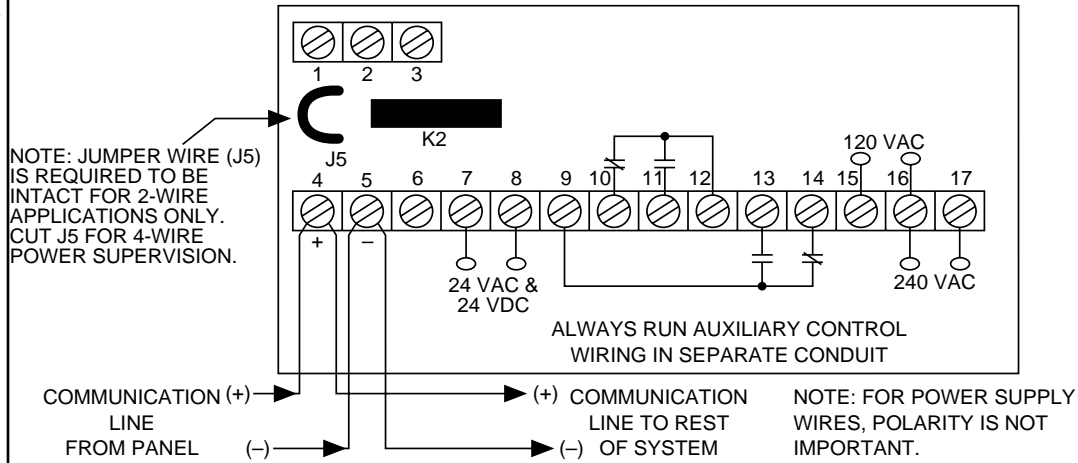 1 2 3
K2
J5
NOTE: JUMPER WIRE (J5)
IS REQUIRED TO BE
INTACT FOR 2-WIRE
APPLICATIONS ONLY.
CUT J5 FOR 4-WIRE
POWER SUPERVISION.
120 VAC
4 5 6 7 8 9 10 11 12 13 14 15 16 17
+ –
24 VAC &
24 VDC
240 VAC
ALWAYS RUN AUXILIARY CONTROL
WIRING IN SEPARATE CONDUIT
COMMUNICATION (+)
LINE
FROM PANEL (–)
(+) COMMUNICATION
LINE TO REST
(–) OF SYSTEM
NOTE: FOR POWER SUPPLY
WIRES, POLARITY IS NOT
IMPORTANT.